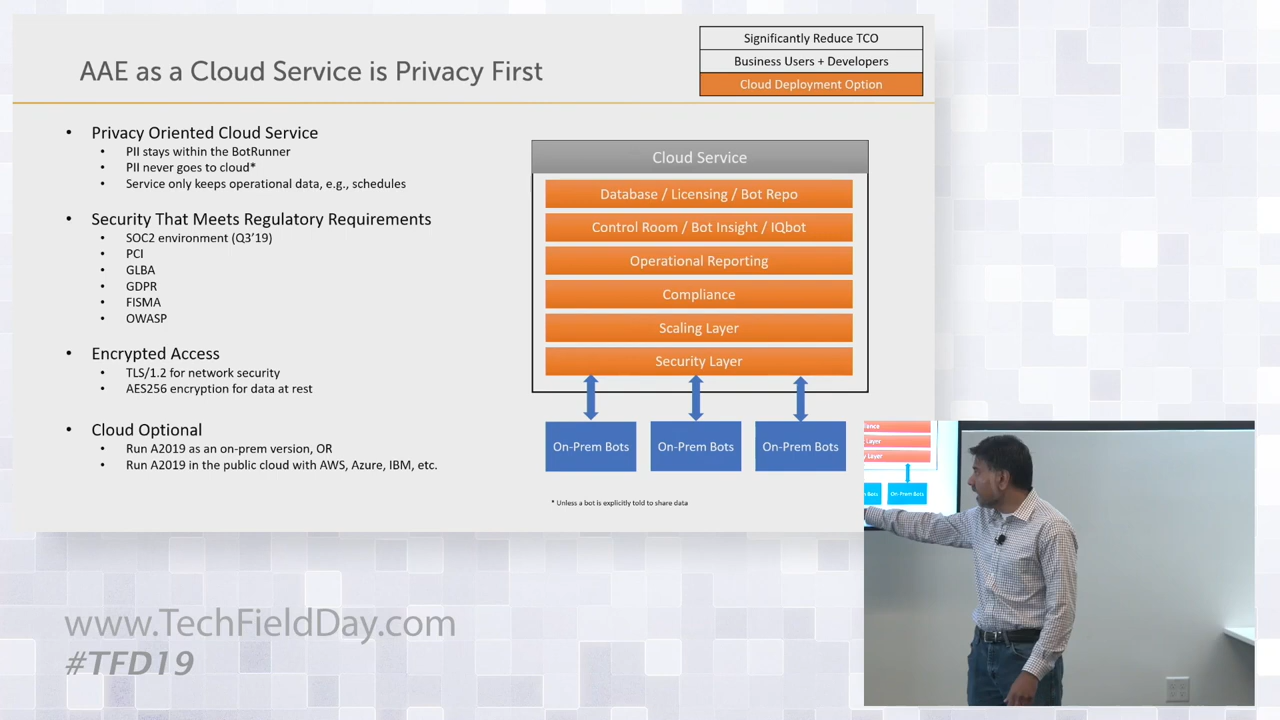 AAE as a Cloud Service is Privacy First
Significantly Reduce TCO
Business Users + Developers
Cloud Deployment Option
• Privacy Oriented Cloud Service
• PII stays within the BotRunner
• PII never goes to cloud*
• Service only keeps operational data, e.g., schedules
• Security That Meets Regulatory Requirements
• SOC2 environment (Q3'19)
• PCI
• GLBA
• GDPR
• FISMA
• OWASP
• Encrypted Access
• TLS/1.2 for network security
• AES256 encryption for data at rest
• Cloud Optional
• Run A2019 as an on-prem version, OR
• Run A2019 in the public cloud with AWS, Azure, IBM, etc.
Cloud Service
Database / Licensing / Bot Repo
Control Room / Bot Insight / IQbot
Operational Reporting
Compliance
Scaling Layer
Security Layer
On-Prem Bots
On-Prem Bots
On-Prem Bots
* Unless a bot is explicitly told to share data
Layer
Layer
Bots
On-Prem Bots
www.TechFieldDay.com
#TFD19